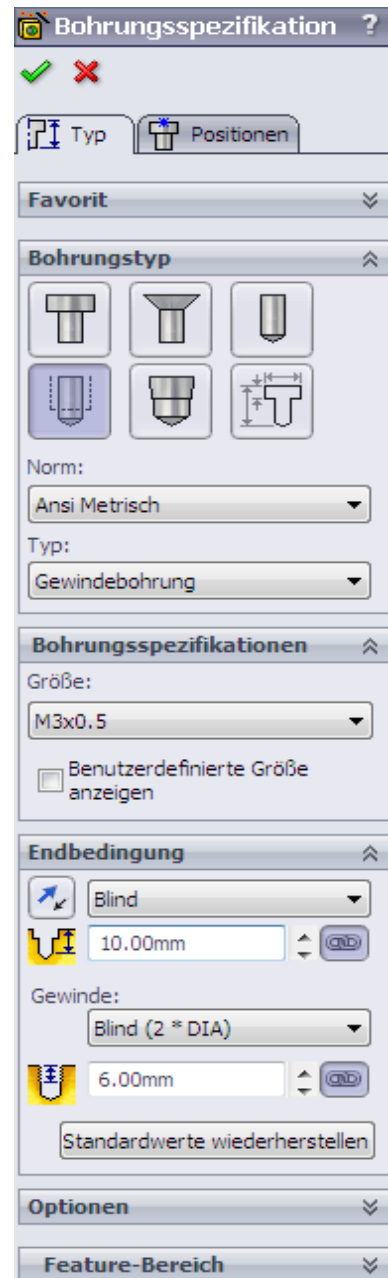 Bohrungsspezifikation ?
Typ Positionen
Favorit
Bohrungstyp
Norm:
Ansi Metrisch
Typ:
Gewindebohrung
Bohrungsspezifikationen
Größe:
M3x0.5
Benutzerdefinierte Größe
anzeigen
Endbedingung
Blind
10.00mm
Gewinde:
Blind (2 * DIA)
6.00mm
Standardwerte wiederherstellen
Optionen
Feature-Bereich